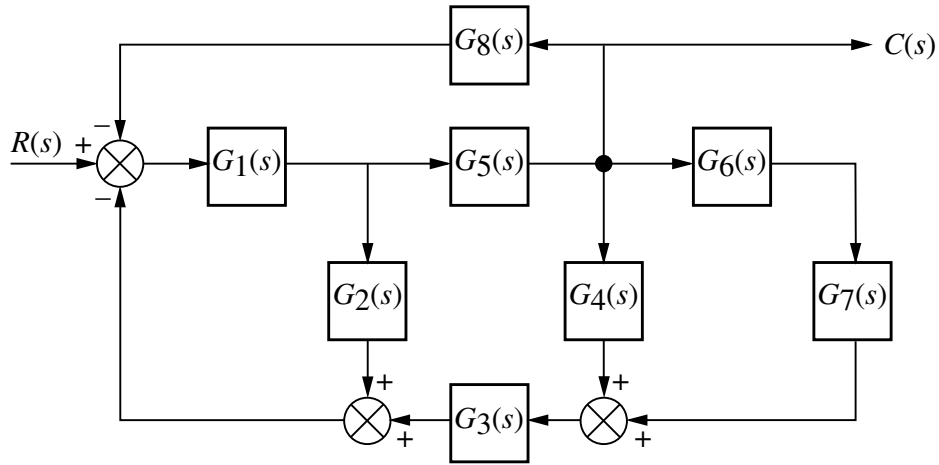 G8(s)
C(s)
−
R(s)
+
G1(s)
G5(s)
G6(s)
−
G2(s)
G4(s)
G7(s)
+
+
G3(s)
+
+